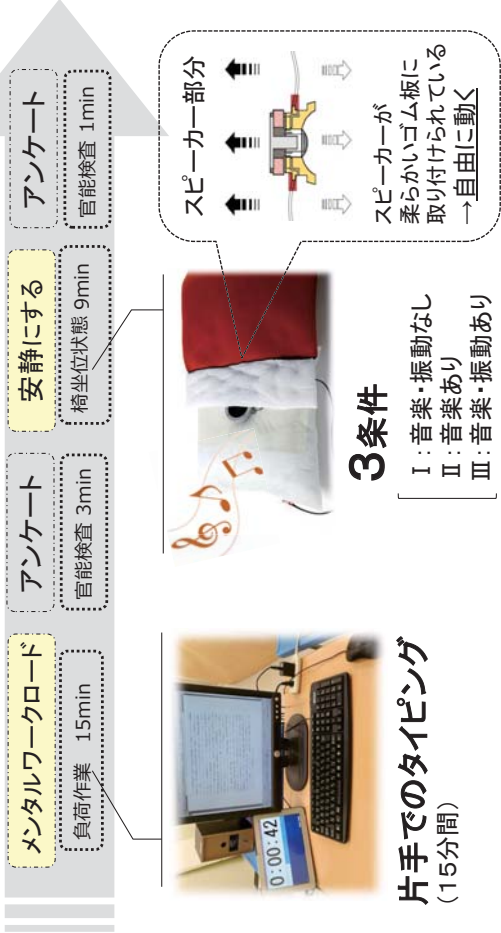 メンタルワークロード
負荷作業 15min
アンケート
官能検査 3min
安静にする
椅坐位状態 9min
アンケート
官能検査 1min
0:00:42
片手でのタイピング
(15分間)
3条件
Ⅰ:音楽・振動なし
Ⅱ:音楽あり
Ⅲ:音楽・振動あり
スピーカー部分
スピーカーが
柔らかいゴム板に
取り付けられている
→自由に動く